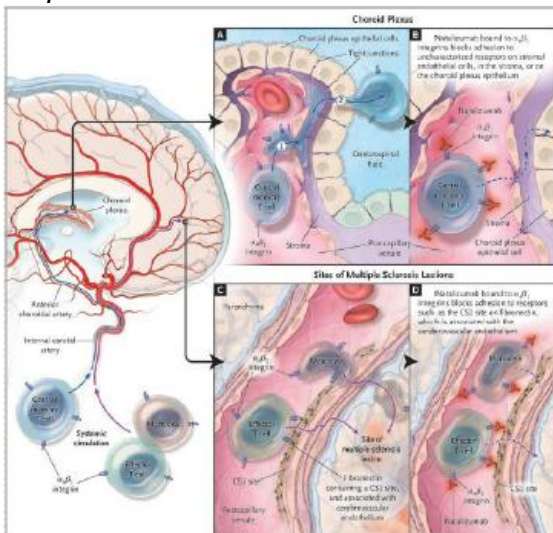 Choroid Plexus
A
Choroid plexus epithelial cells
Tight junctions
Cerebrospinal
fluid
Central
memory
T cell
α4β1
integrin
Stroma
Postcapillary
venule
B
Natalizumab bound to α4β1
integrins blocks adhesion to
uncharacterized receptors on stromal
endothelial cells, in the stroma, or on
the choroid plexus epithelium
Natalizumab
α4β1
integrin
Central
memory
T cell
Stroma
Choroid plexus
epithelial cell
Choroid
plexus
Anterior
choroidal artery
Internal carotid
artery
Central
memory
T cell
Systemic
circulation
Monocyte
Effector
T cell
α4β1
integrin
Sites of Multiple Sclerosis Lesions
C
Parenchyma
α4β1
integrin
Monocyte
Effector
T cell
Site of
multiple sclerosis
lesion
CS1 site
Fibronectin
containing a CS1 site,
and associated with
cerebrovascular
endothelium
Postcapillary
venule
D
Natalizumab bound to α4β1
integrins blocks adhesion to receptors
such as the CS1 site on fibronectin,
which is associated with the
cerebrovascular endothelium
Monocyte
Effector
T cell
α4β1
integrin
CS1 site
Natalizumab